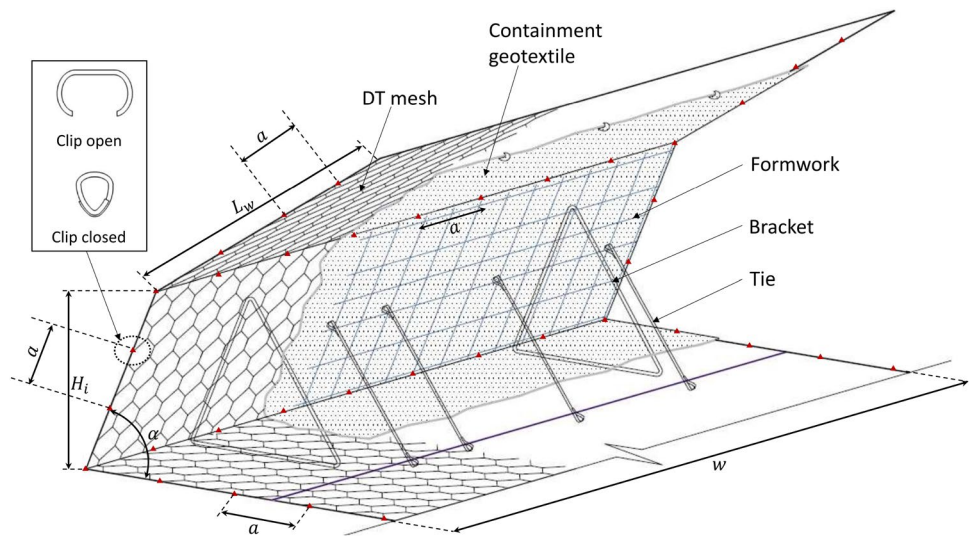 Containment
geotextile
DT mesh
Clip open
Clip closed
a
L_w
a
Formwork
Bracket
Tie
a
H_i
α
w
a